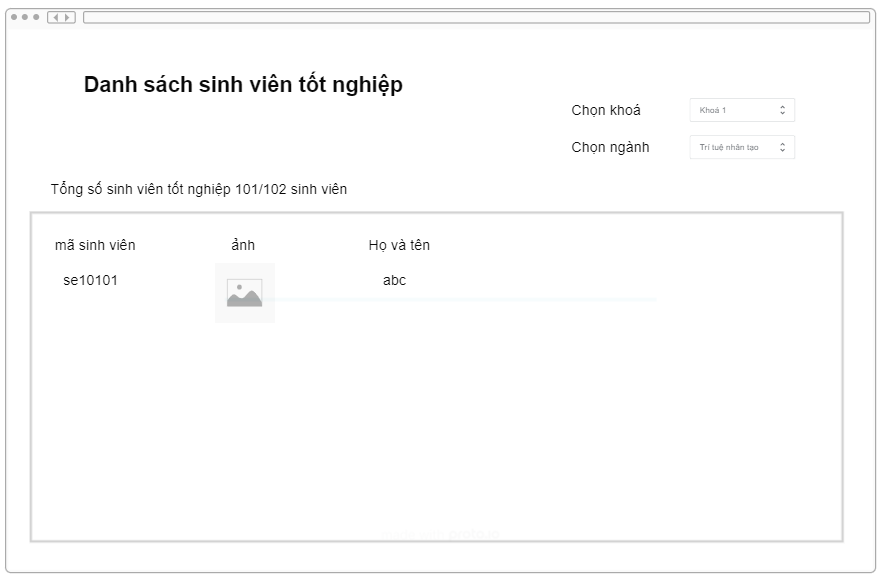 Danh sách sinh viên tốt nghiệp
Chọn khoá
Khoá 1
Chọn ngành
Trí tuệ nhân tạo
Tổng số sinh viên tốt nghiệp 101/102 sinh viên
mã sinh viên ảnh Họ và tên
se10101 abc